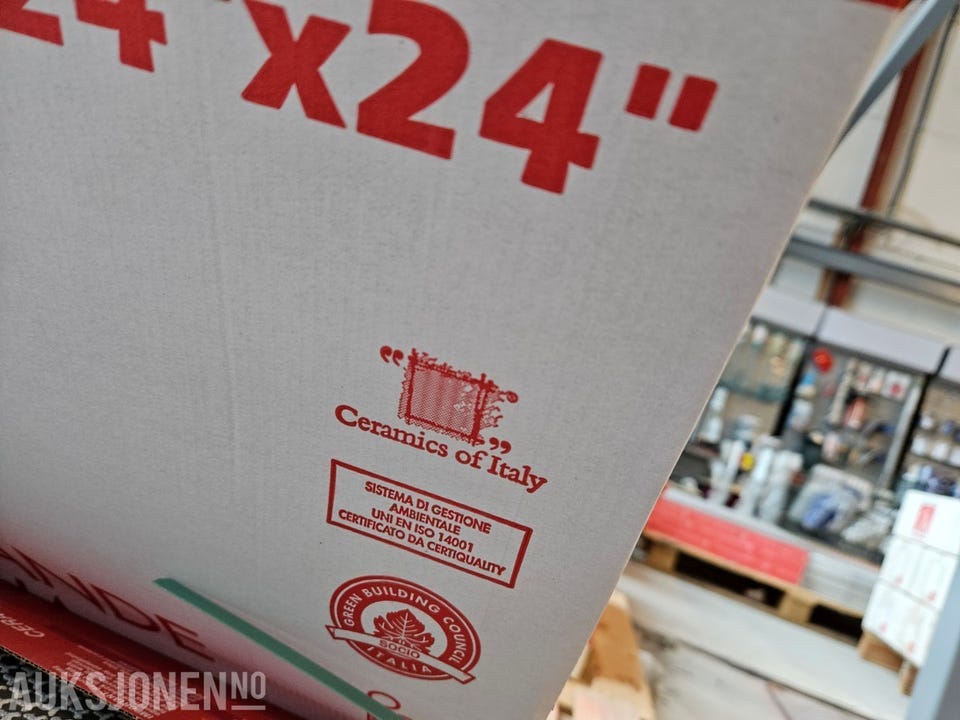 24"x24"
Ceramics of Italy
SISTEMA DI GESTIONE
AMBIENTALE
UNI EN ISO 14001
CERTIFICATO DA CERTIQUALITY
GREEN BUILDING COUNCIL
SOCIO
ITALIA
AUKSJONEN.NO